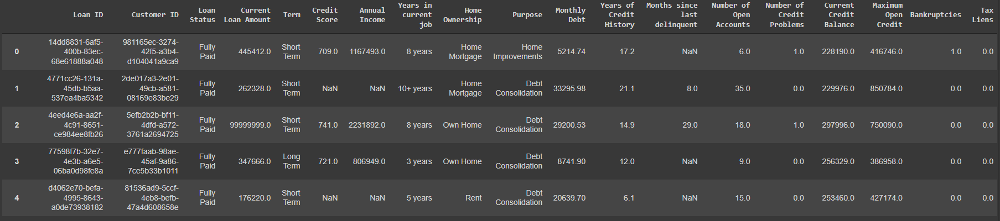 Loan ID Customer ID Loan Status Current Loan Amount Term Credit Score Annual Income Years in current job Home Ownership Purpose Monthly Debt Years of Credit History Months since last delinquent Number of Open Accounts Number of Credit Problems Current Credit Balance Maximum Open Credit Bankruptcies Tax Liens
0 14dd8831-6af5-400b-83ec-68e61888a048 981165ec-3274-42f5-a3b4-d104041a9ca9 Fully Paid 445412.0 Short Term 709.0 1167493.0 8 years Home Mortgage Home Improvements 5214.74 17.2 NaN 6.0 1.0 228190.0 416746.0 1.0 0.0
1 4771cc26-131a-45db-b5aa-537ea4ba5342 2de017a3-2e01-49cb-a581-08169e83be29 Fully Paid 262328.0 Short Term NaN NaN 10+ years Home Mortgage Debt Consolidation 33295.98 21.1 8.0 35.0 0.0 229976.0 850784.0 0.0 0.0
2 4eed4e6a-aa2f-4c91-8651-ce984ee8fb26 5efb2b2b-bf11-4dfd-a572-3761a2694725 Fully Paid 99999999.0 Short Term 741.0 2231892.0 8 years Own Home Debt Consolidation 29200.53 14.9 29.0 18.0 1.0 297996.0 750090.0 0.0 0.0
3 77598f7b-32e7-4e3b-a6e5-06ba0d98fe8a e777faab-98ae-45af-9a86-7ce5b33b1011 Fully Paid 347666.0 Long Term 721.0 806949.0 3 years Own Home Debt Consolidation 8741.90 12.0 NaN 9.0 0.0 256329.0 386958.0 0.0 0.0
4 d4062e70-befa-4995-8643-a0de73938182 81536ad9-5ccf-4eb8-befb-47a4d608658e Fully Paid 176220.0 Short Term NaN NaN 5 years Rent Debt Consolidation 20639.70 6.1 NaN 15.0 0.0 253460.0 427174.0 0.0 0.0